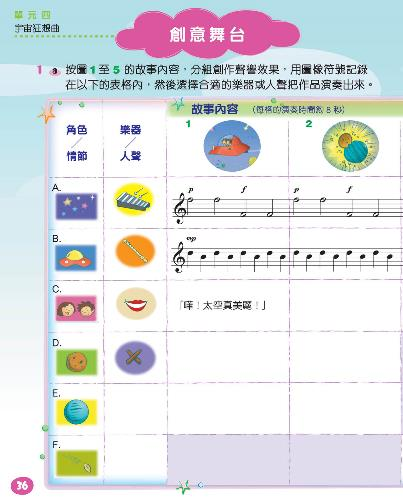 單元四
宇宙狂想曲
創意舞台
1 a 按圖1至5的故事內容，分組創作聲響效果，用圖像符號記錄
在以下的表格內，然後選擇合適的樂器或人聲把作品演奏出來。
故事內容 (每格的演奏時間約8秒)
角色／情節
樂器／人聲
1
2
A.
p f p f
B.
mp
C.
「嘩！太空真美麗！」
D.
E.
F.
36